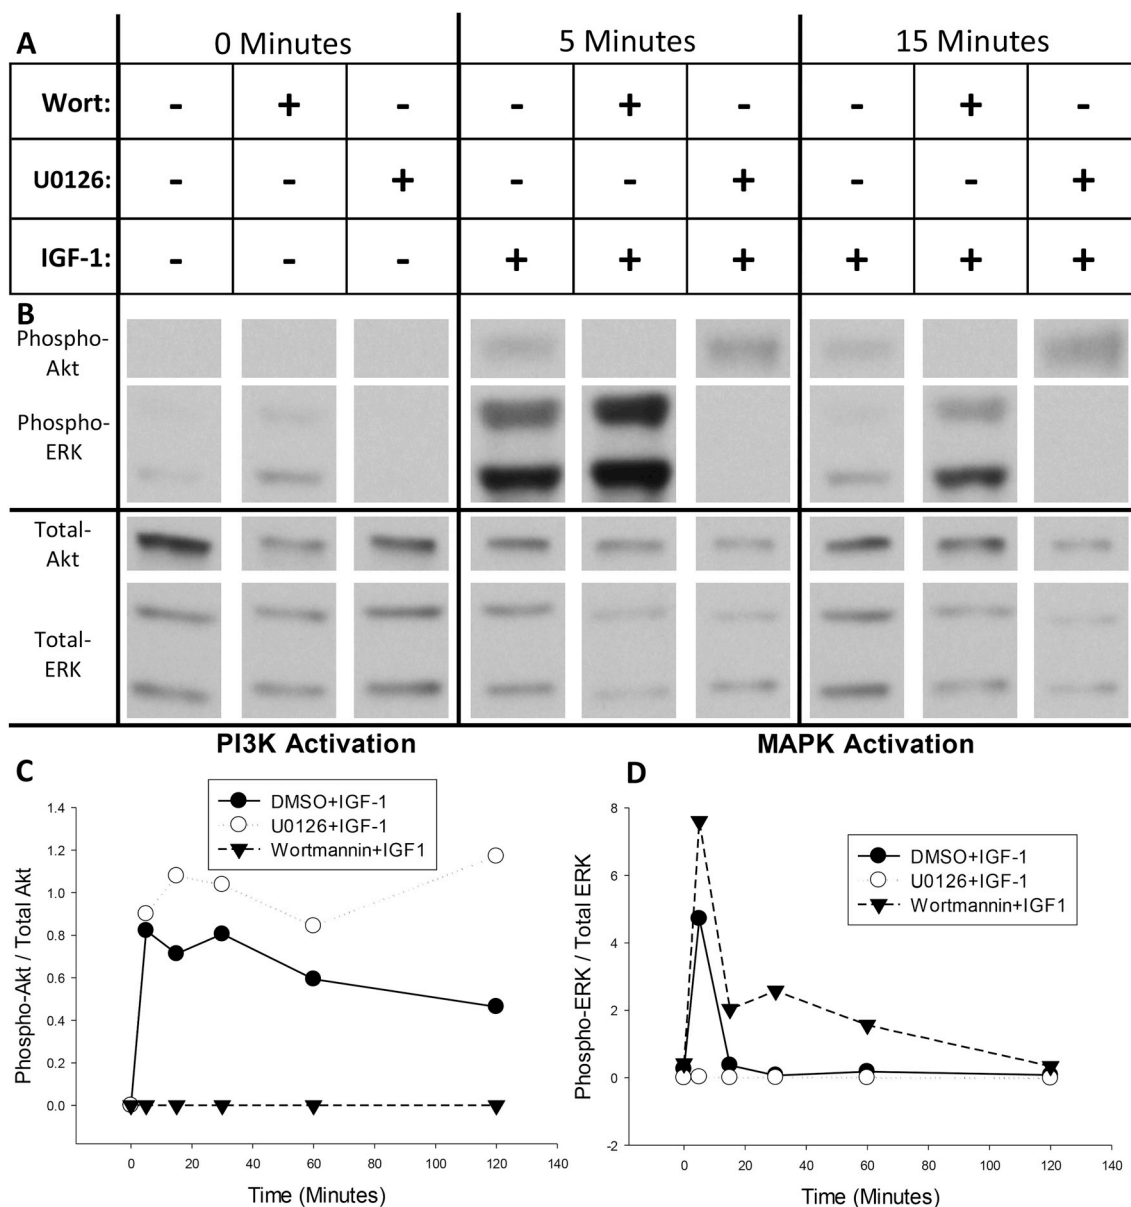 A
0 Minutes 5 Minutes 15 Minutes
Wort: - + - - + - - + -
U0126: - - + - - + - - +
IGF-1: - - - + + + + + +
B
Phospho-
Akt
Phospho-
ERK
Total-
Akt
Total-
ERK
PI3K Activation
C
DMSO+IGF-1
U0126+IGF-1
Wortmannin+IGF1
Phospho-Akt / Total Akt
1.4
1.2
1.0
0.8
0.6
0.4
0.2
0.0
0 20 40 60 80 100 120 140
Time (Minutes)
MAPK Activation
D
DMSO+IGF-1
U0126+IGF-1
Wortmannin+IGF1
Phospho-ERK / Total ERK
8
6
4
2
0
-2
0 20 40 60 80 100 120 140
Time (Minutes)